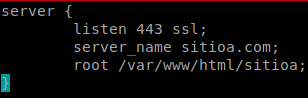 server {
        listen 443 ssl;
        server_name sitioa.com;
        root /var/www/html/sitioa;
}